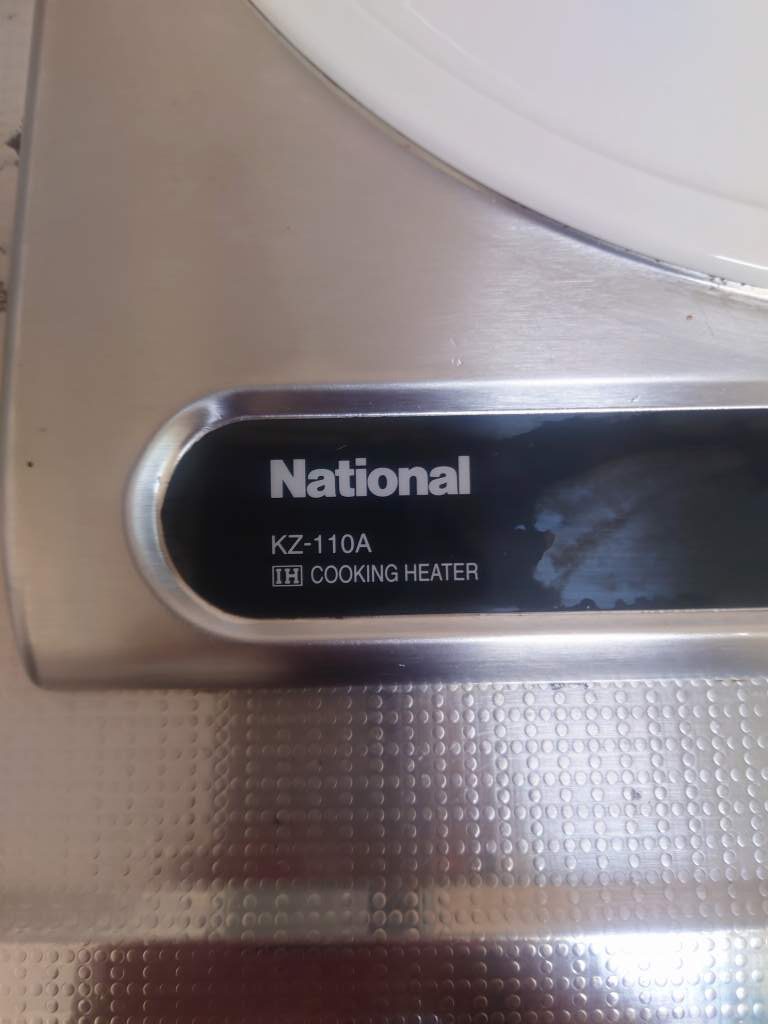 National
KZ-110A
IH COOKING HEATER